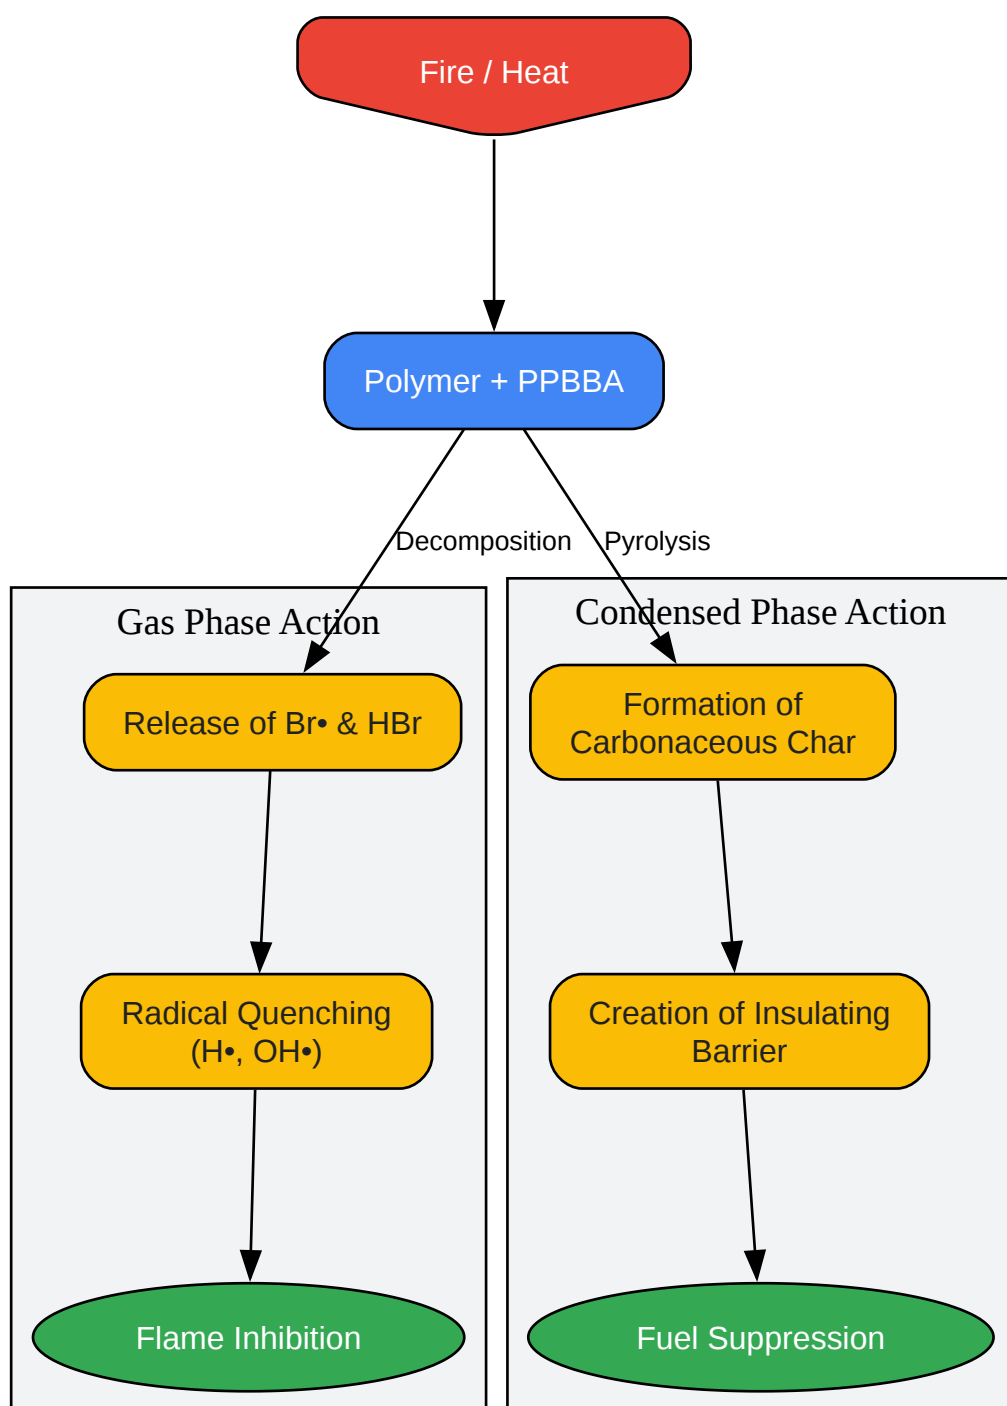 Fire / Heat
Polymer + PPBBA
Decomposition
Pyrolysis
Gas Phase Action
Condensed Phase Action
Release of Br• & HBr
Formation of
Carbonaceous Char
Radical Quenching
(H•, OH•)
Creation of Insulating
Barrier
Flame Inhibition
Fuel Suppression